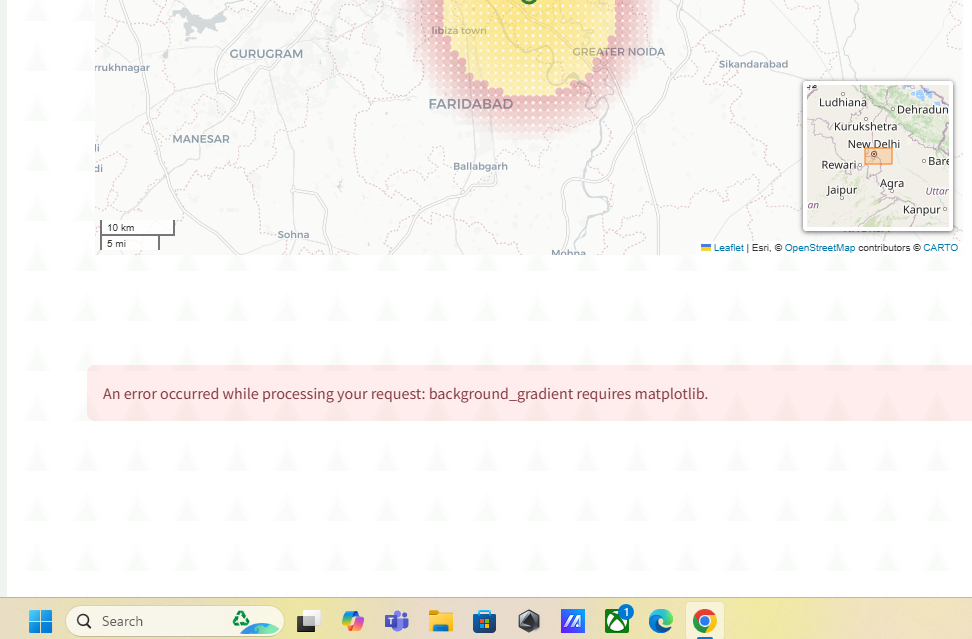 Ibiza town
GURUGRAM
GREATER NOIDA
rrukhnagar
Sikandarabad
FARIDABAD
MANESAR
Ballabgarh
Sohna
Mohna
10 km
5 mi
Ludhiana
Dehradun
Kurukshetra
New Delhi
Rewari
Bare
Jaipur
Agra
Uttar
an
Kanpur
Leaflet | Esri, © OpenStreetMap contributors © CARTO
An error occurred while processing your request: background_gradient requires matplotlib.
Search
1